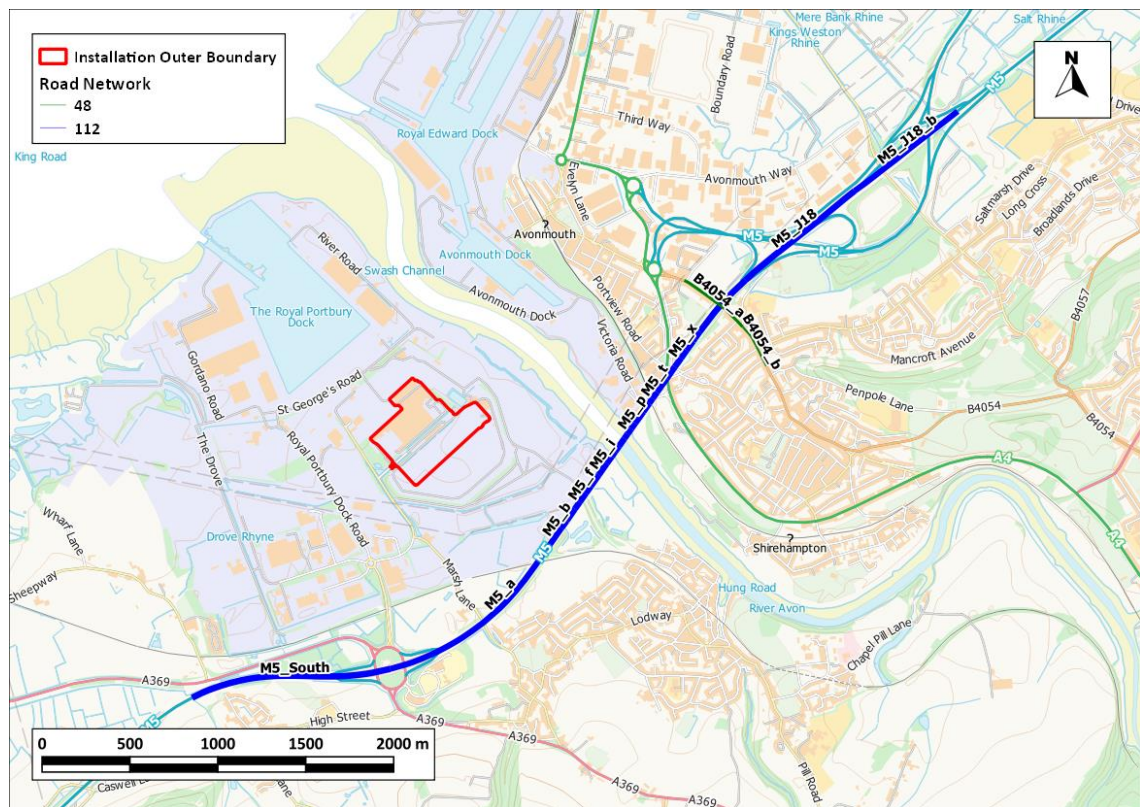 Installation Outer Boundary
Road Network
48
112
N
Mere Bank Rhine
Kings Weston
Rhine
Salt Rhine
Boundary Road
King Road
Royal Edward Dock
Third Way
M5
M5_J18_b
Evelyn Lane
Avonmouth Way
Saltmarsh Drive
Long Cross
Broadlands Drive
Drive
?
Avonmouth
M5
M5_J18
M5
River Road
Swash Channel
Avonmouth Dock
Avonmouth Dock
Portview Road
Victoria Road
B4054_a
B4054_b
B4057
The Royal Portbury
Dock
M5_x
Mancroft Avenue
Gordano Road
St George's Road
M5_t
Penpole Lane
B4054
B4054
M5_p
The Drove
Royal Portbury Dock Road
M5_i
M5_f
A4
A4
Wharf Lane
M5_b
Drove Rhyne
M5
?
Shirehampton
Sheepway
Marsh Lane
M5_a
Hung Road
River Avon
Lodway
Chapel Pill Lane
M5_South
A369
M5
High Street
A369
A369
A369
Pill Road
0 500 1000 1500 2000 m